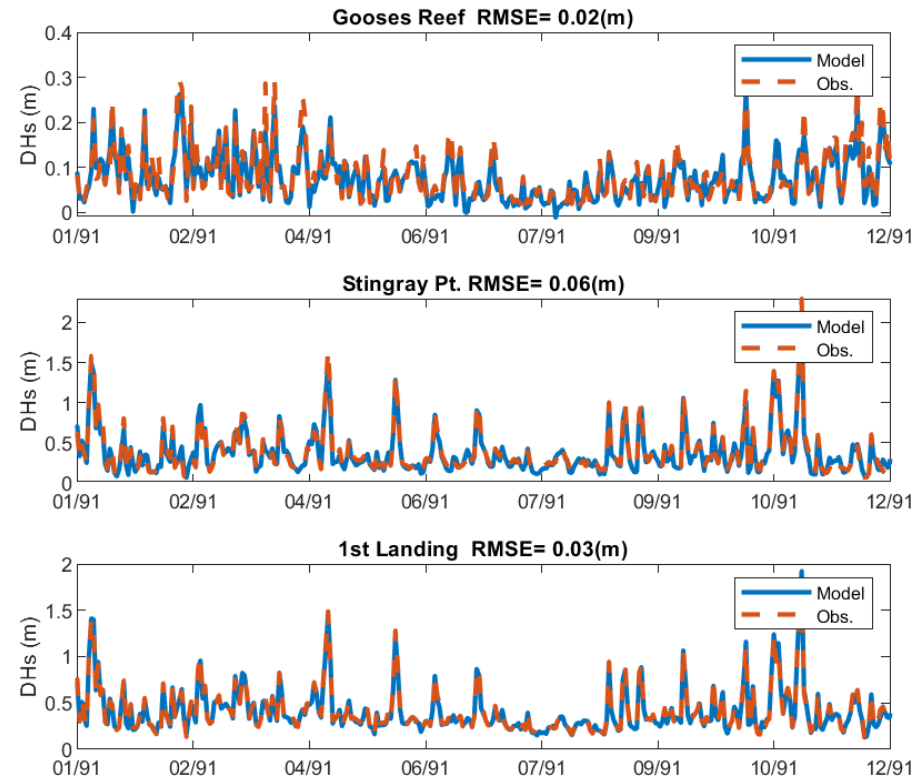 Gooses Reef RMSE= 0.02(m)
DHs (m)
0.4
0.3
0.2
0.1
0
Model
Obs.
01/91 02/91 04/91 06/91 07/91 09/91 10/91 12/91
Stingray Pt. RMSE= 0.06(m)
DHs (m)
2
1.5
1
0.5
0
Model
Obs.
01/91 02/91 04/91 06/91 07/91 09/91 10/91 12/91
1st Landing RMSE= 0.03(m)
DHs (m)
2
1.5
1
0.5
0
Model
Obs.
01/91 02/91 04/91 06/91 07/91 09/91 10/91 12/91